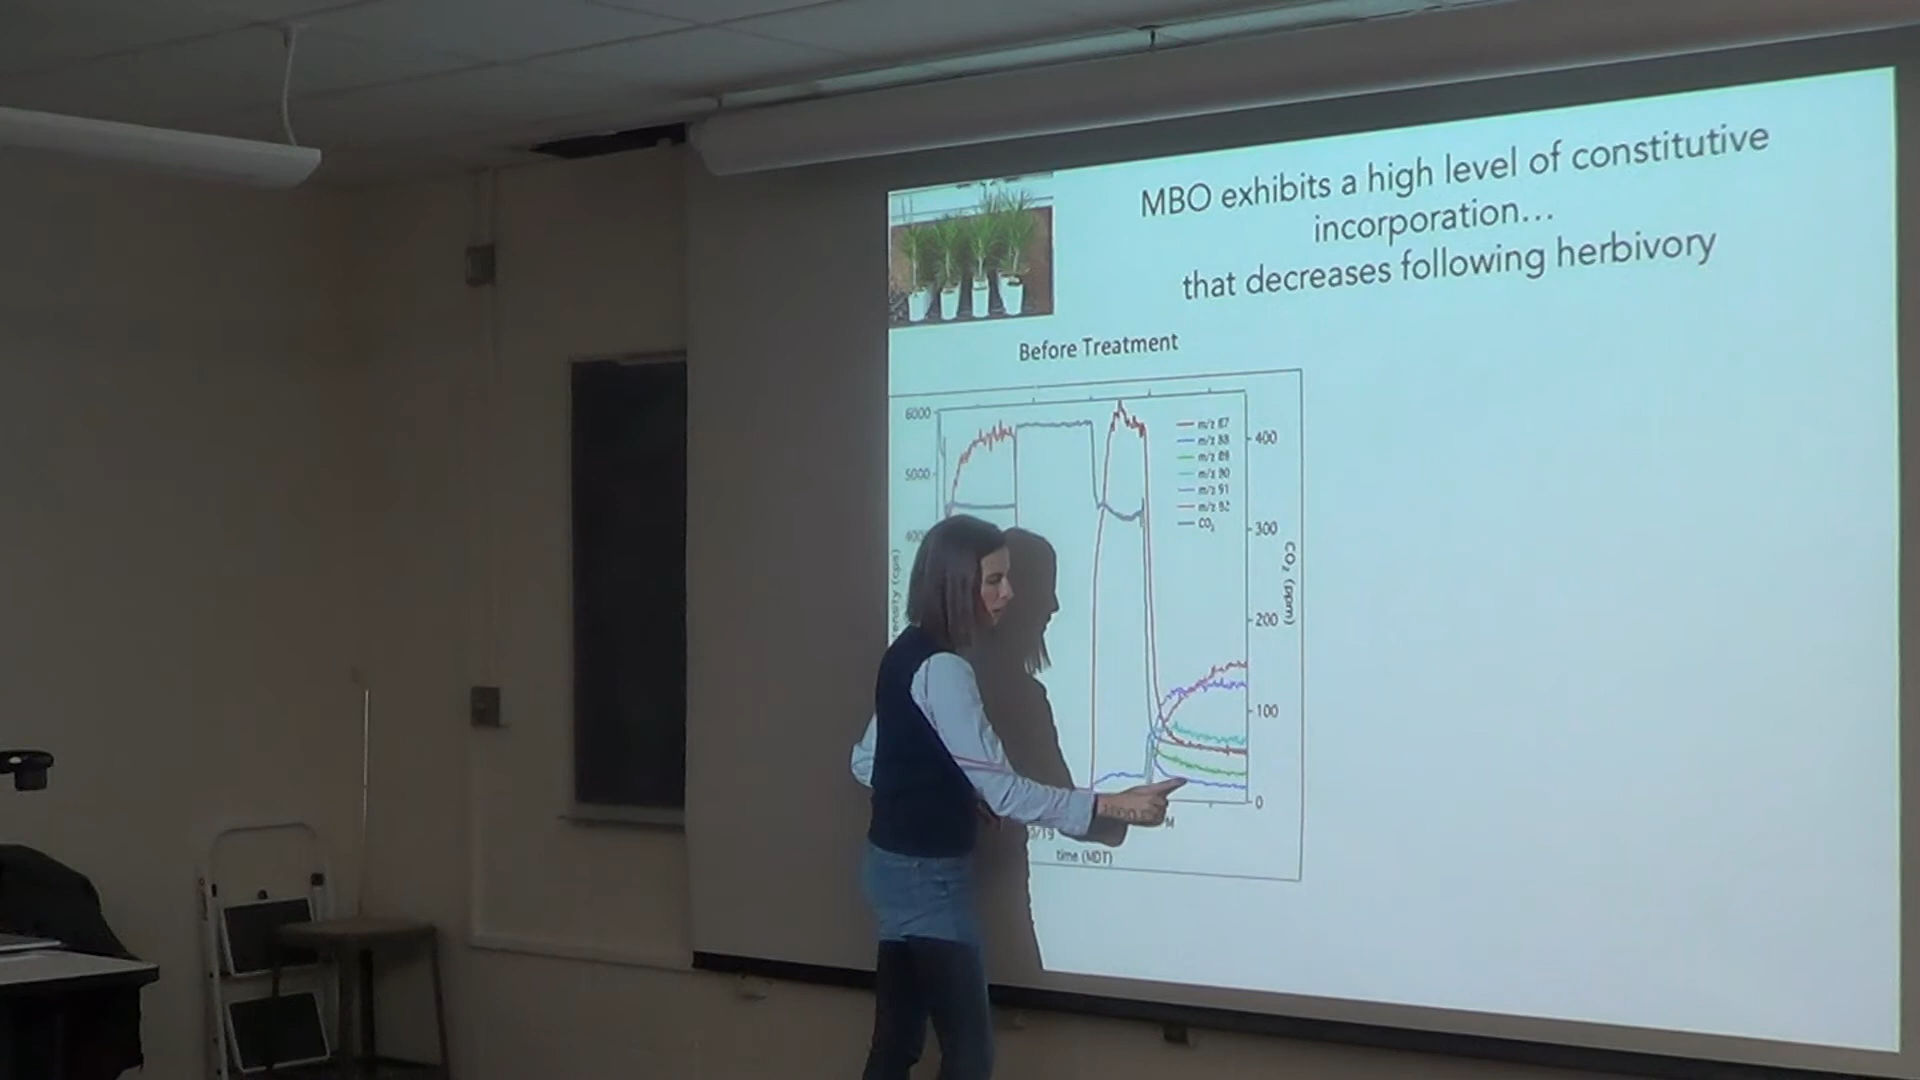 MBO exhibits a high level of constitutive
incorporation...
that decreases following herbivory
Before Treatment
6000
5000
m/z 87
m/z 88
m/z 89
m/z 90
m/z 91
m/z 92
CO₂
400
300
200
100
0
CO₂ (ppm)
time (MDT)